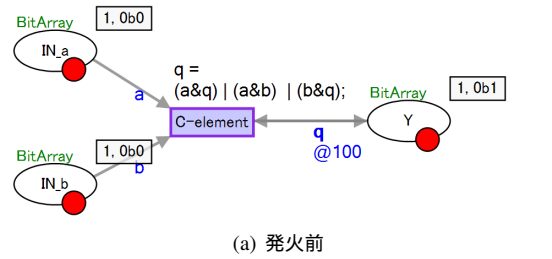 BitArray
1, 0b0
IN_a
a
q =
(a&q) | (a&b) | (b&q);
C-element
BitArray
1, 0b1
Y
q
@100
BitArray
1, 0b0
b
IN_b
(a) 発火前